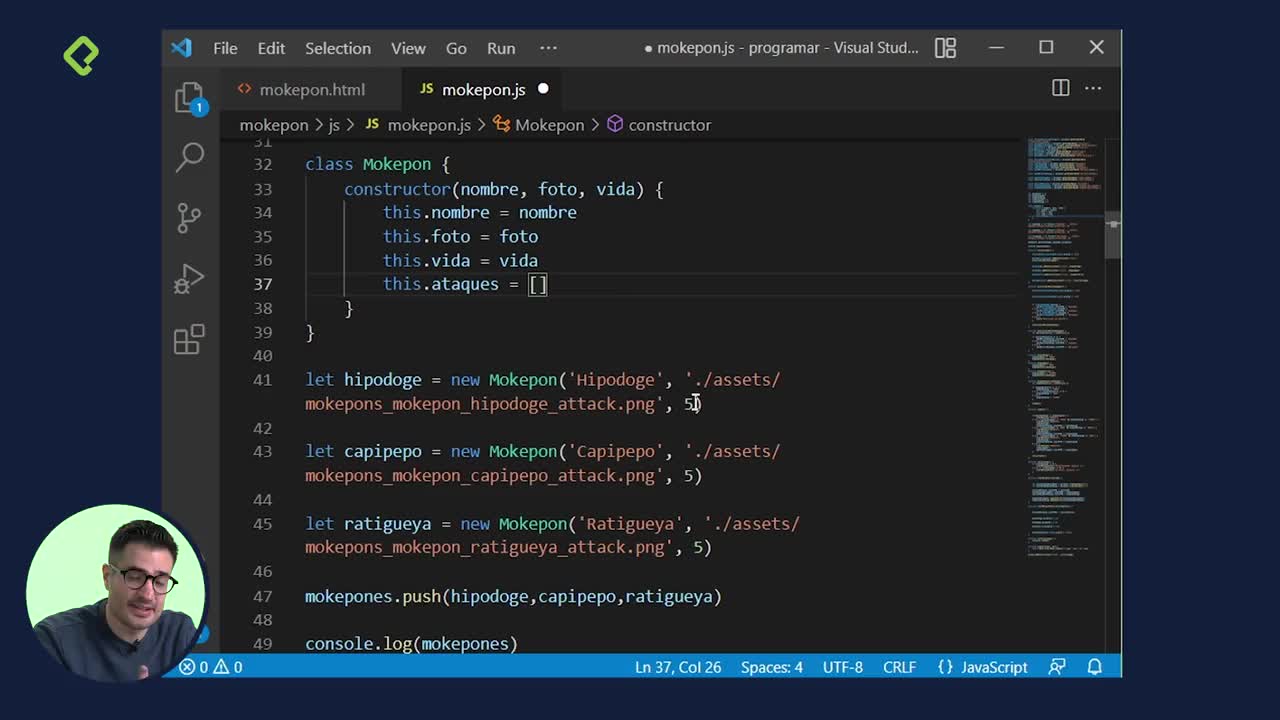 File Edit Selection View Go Run ··· ● mokepon.js - programar - Visual Stud...
mokepon.html JS mokepon.js ● ···
mokepon > js > JS mokepon.js > Mokepon > constructor
31
32 class Mokepon {
33 structor(nombre, foto, vida) {
34 this.nombre = nombre
35 this.foto = foto
36 this.vida = vida
37 this.ataques []
38 }
39 }
40
41 let hipodoge = new Mokepon('Hipodoge', './assets/
mokepons_mokepon_hipodoge_attack.png', 5)
42
43 let capipepo = new Mokepon('Capipepo', './assets/
mokepons_mokepon_capipepo_attack.png', 5)
44
45 let ratigueya = new Mokepon('Ratigueya', './assets/
mokepons_mokepon_ratigueya_attack.png', 5)
46
47 mokepones.push(hipodoge,capipepo,ratigueya)
48
49 console.log(mokepones)
0 0 Ln 37, Col 26 Spaces: 4 UTF-8 CRLF {} JavaScript
1